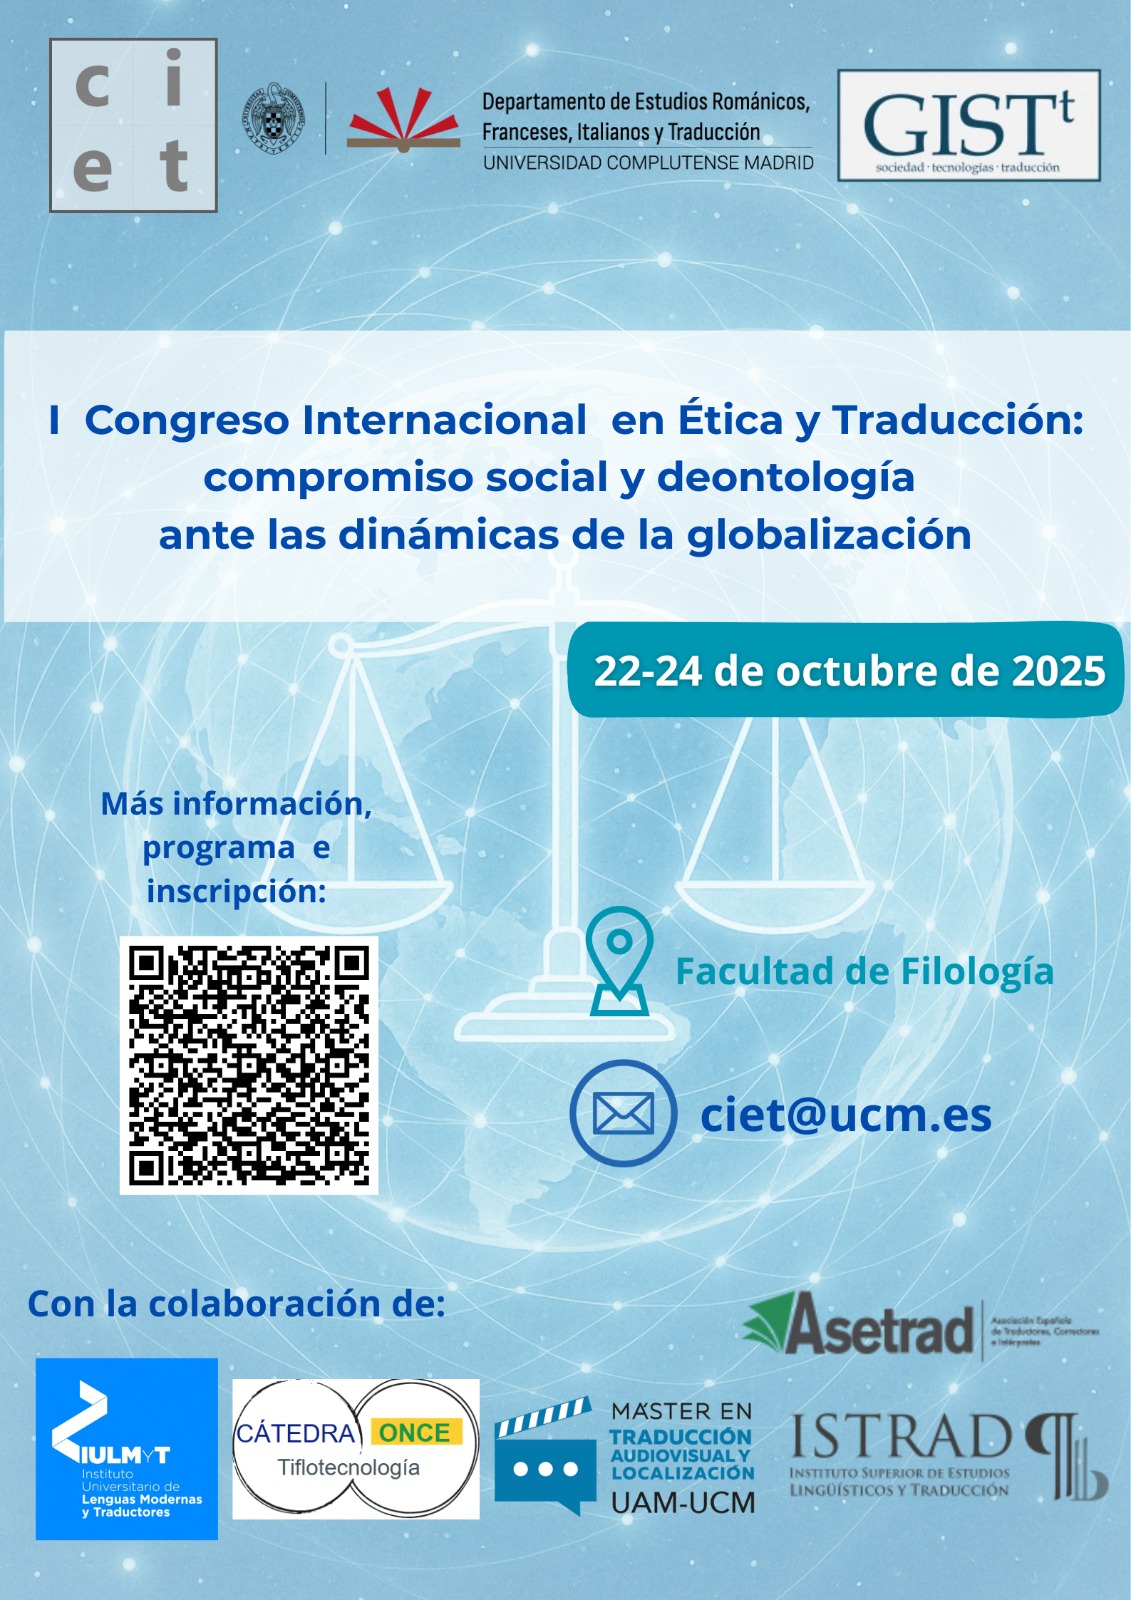 c i
e t
Departamento de Estudios Románicos,
Franceses, Italianos y Traducción
UNIVERSIDAD COMPLUTENSE MADRID
GISTt
sociedad · tecnologías · traducción
I Congreso Internacional en Ética y Traducción:
compromiso social y deontología
ante las dinámicas de la globalización
22-24 de octubre de 2025
Más información,
programa e
inscripción:
Facultad de Filología
ciet@ucm.es
Con la colaboración de:
Asetrad
Asociación Española
de Traductores, Correctores
e Intérpretes
IULMyT
Instituto
Universitario de
Lenguas Modernas
y Traductores
CÁTEDRA ONCE
Tiflotecnología
MÁSTER EN
TRADUCCIÓN
AUDIOVISUAL Y
LOCALIZACIÓN
UAM-UCM
ISTRAD
INSTITUTO SUPERIOR DE ESTUDIOS
LINGÜÍSTICOS Y TRADUCCIÓN